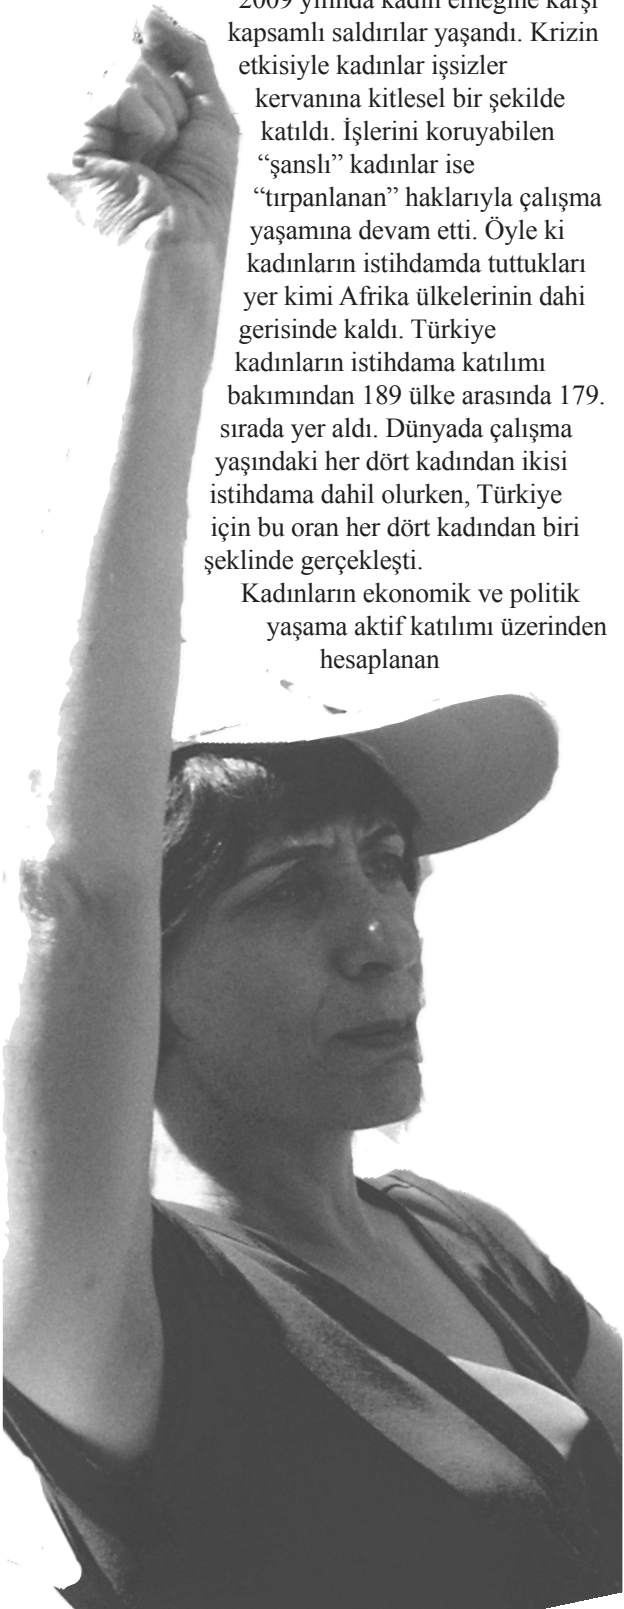 2009 yılında kadın emeğine karşı
kapsamlı saldırılar yaşandı. Krizin
etkisiyle kadınlar işsizler
kervanına kitlesel bir şekilde
katıldı. İşlerini koruyabilen
“şanslı” kadınlar ise
“tırpanlanan” haklarıyla çalışma
yaşamına devam etti. Öyle ki
kadınların istihdamda tuttukları
yer kimi Afrika ülkelerinin dahi
gerisinde kaldı. Türkiye
kadınların istihdama katılımı
bakımından 189 ülke arasında 179.
sırada yer aldı. Dünyada çalışma
yaşındaki her dört kadından ikisi
istihdama dahil olurken, Türkiye
için bu oran her dört kadından biri
şeklinde gerçekleşti.
Kadınların ekonomik ve politik
yaşama aktif katılımı üzerinden
hesaplanan